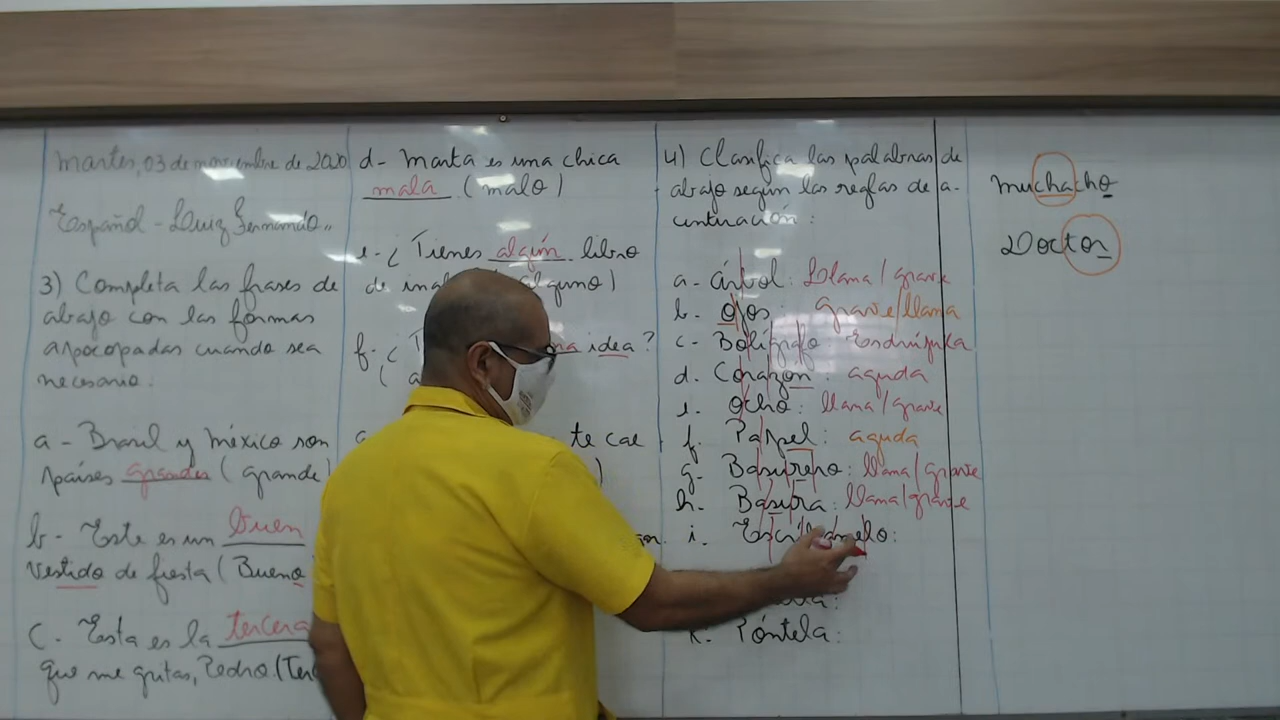 Martes, 03 de noviembre de 2020
Español - Luiz Fernando
3) Completa las frases de
abajo con las formas
apocopadas cuando sea
necesario:
a - Brasil y México son
países grandes (grande)
b - Este es un buen
vestido de fiesta (Bueno
c - Esta es la tercera
que me gritas, Pedro. (Ter
d - Marta es una chica
mala (malo)
e - ¿Tienes algún libro
de alguno)
f - ¿ idea?
te cae
)
4) Clasifica las palabras de
abajo según las reglas de a-
centuación:
a - árbol: Llana/grave
b. ojos: grave/llana
c - Bolígrafo: Esdrújula
d. Corazon: aguda
e. ocho: llana/grave
f. Papel: aguda
g. Basurero: llana/grave
h. Basura: llana/grave
i. Escríbamelo:
k. Póntela:
muchacho
Doctor